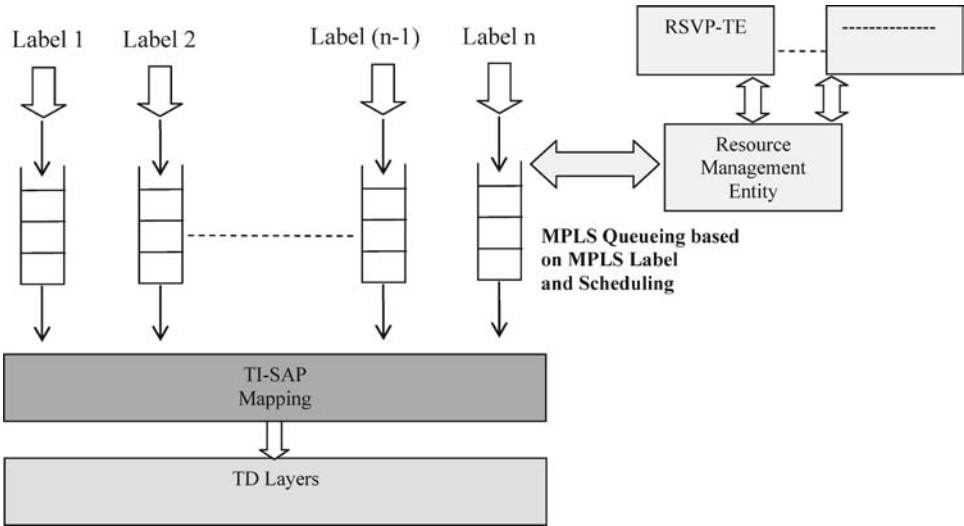 Label 1
Label 2
Label (n-1)
Label n
RSVP-TE
Resource
Management
Entity
MPLS Queueing based
on MPLS Label
and Scheduling
TI-SAP
Mapping
TD Layers